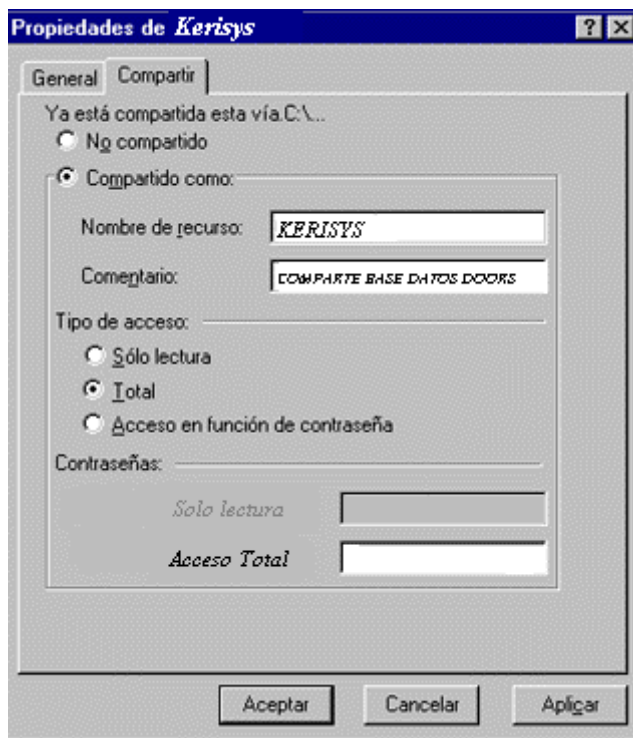 Propiedades de Kerisys
General Compartir
Ya está compartida esta vía.C:\...
No compartido
Compartido como:
Nombre de recurso: KERISYS
Comentario: COMPARTE BASE DATOS DOORS
Tipo de acceso:
Sólo lectura
Total
Acceso en función de contraseña
Contraseñas:
Solo lectura
Acceso Total
Aceptar Cancelar Aplicar